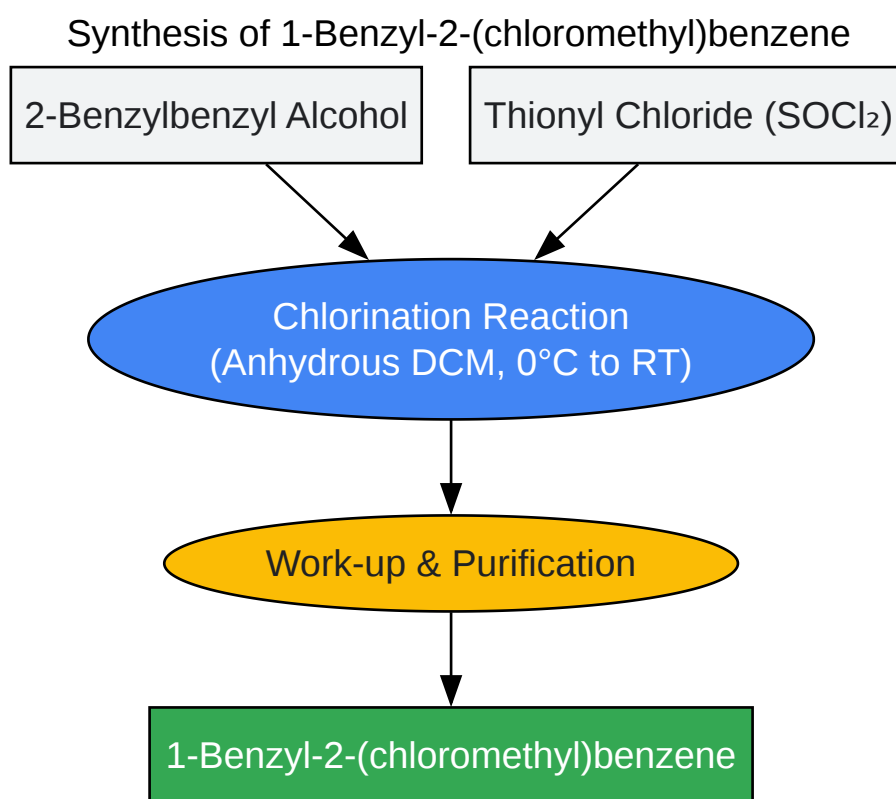 Synthesis of 1-Benzyl-2-(chloromethyl)benzene
2-Benzylbenzyl Alcohol
Thionyl Chloride (SOCl₂)
Chlorination Reaction
(Anhydrous DCM, 0°C to RT)
Work-up & Purification
1-Benzyl-2-(chloromethyl)benzene